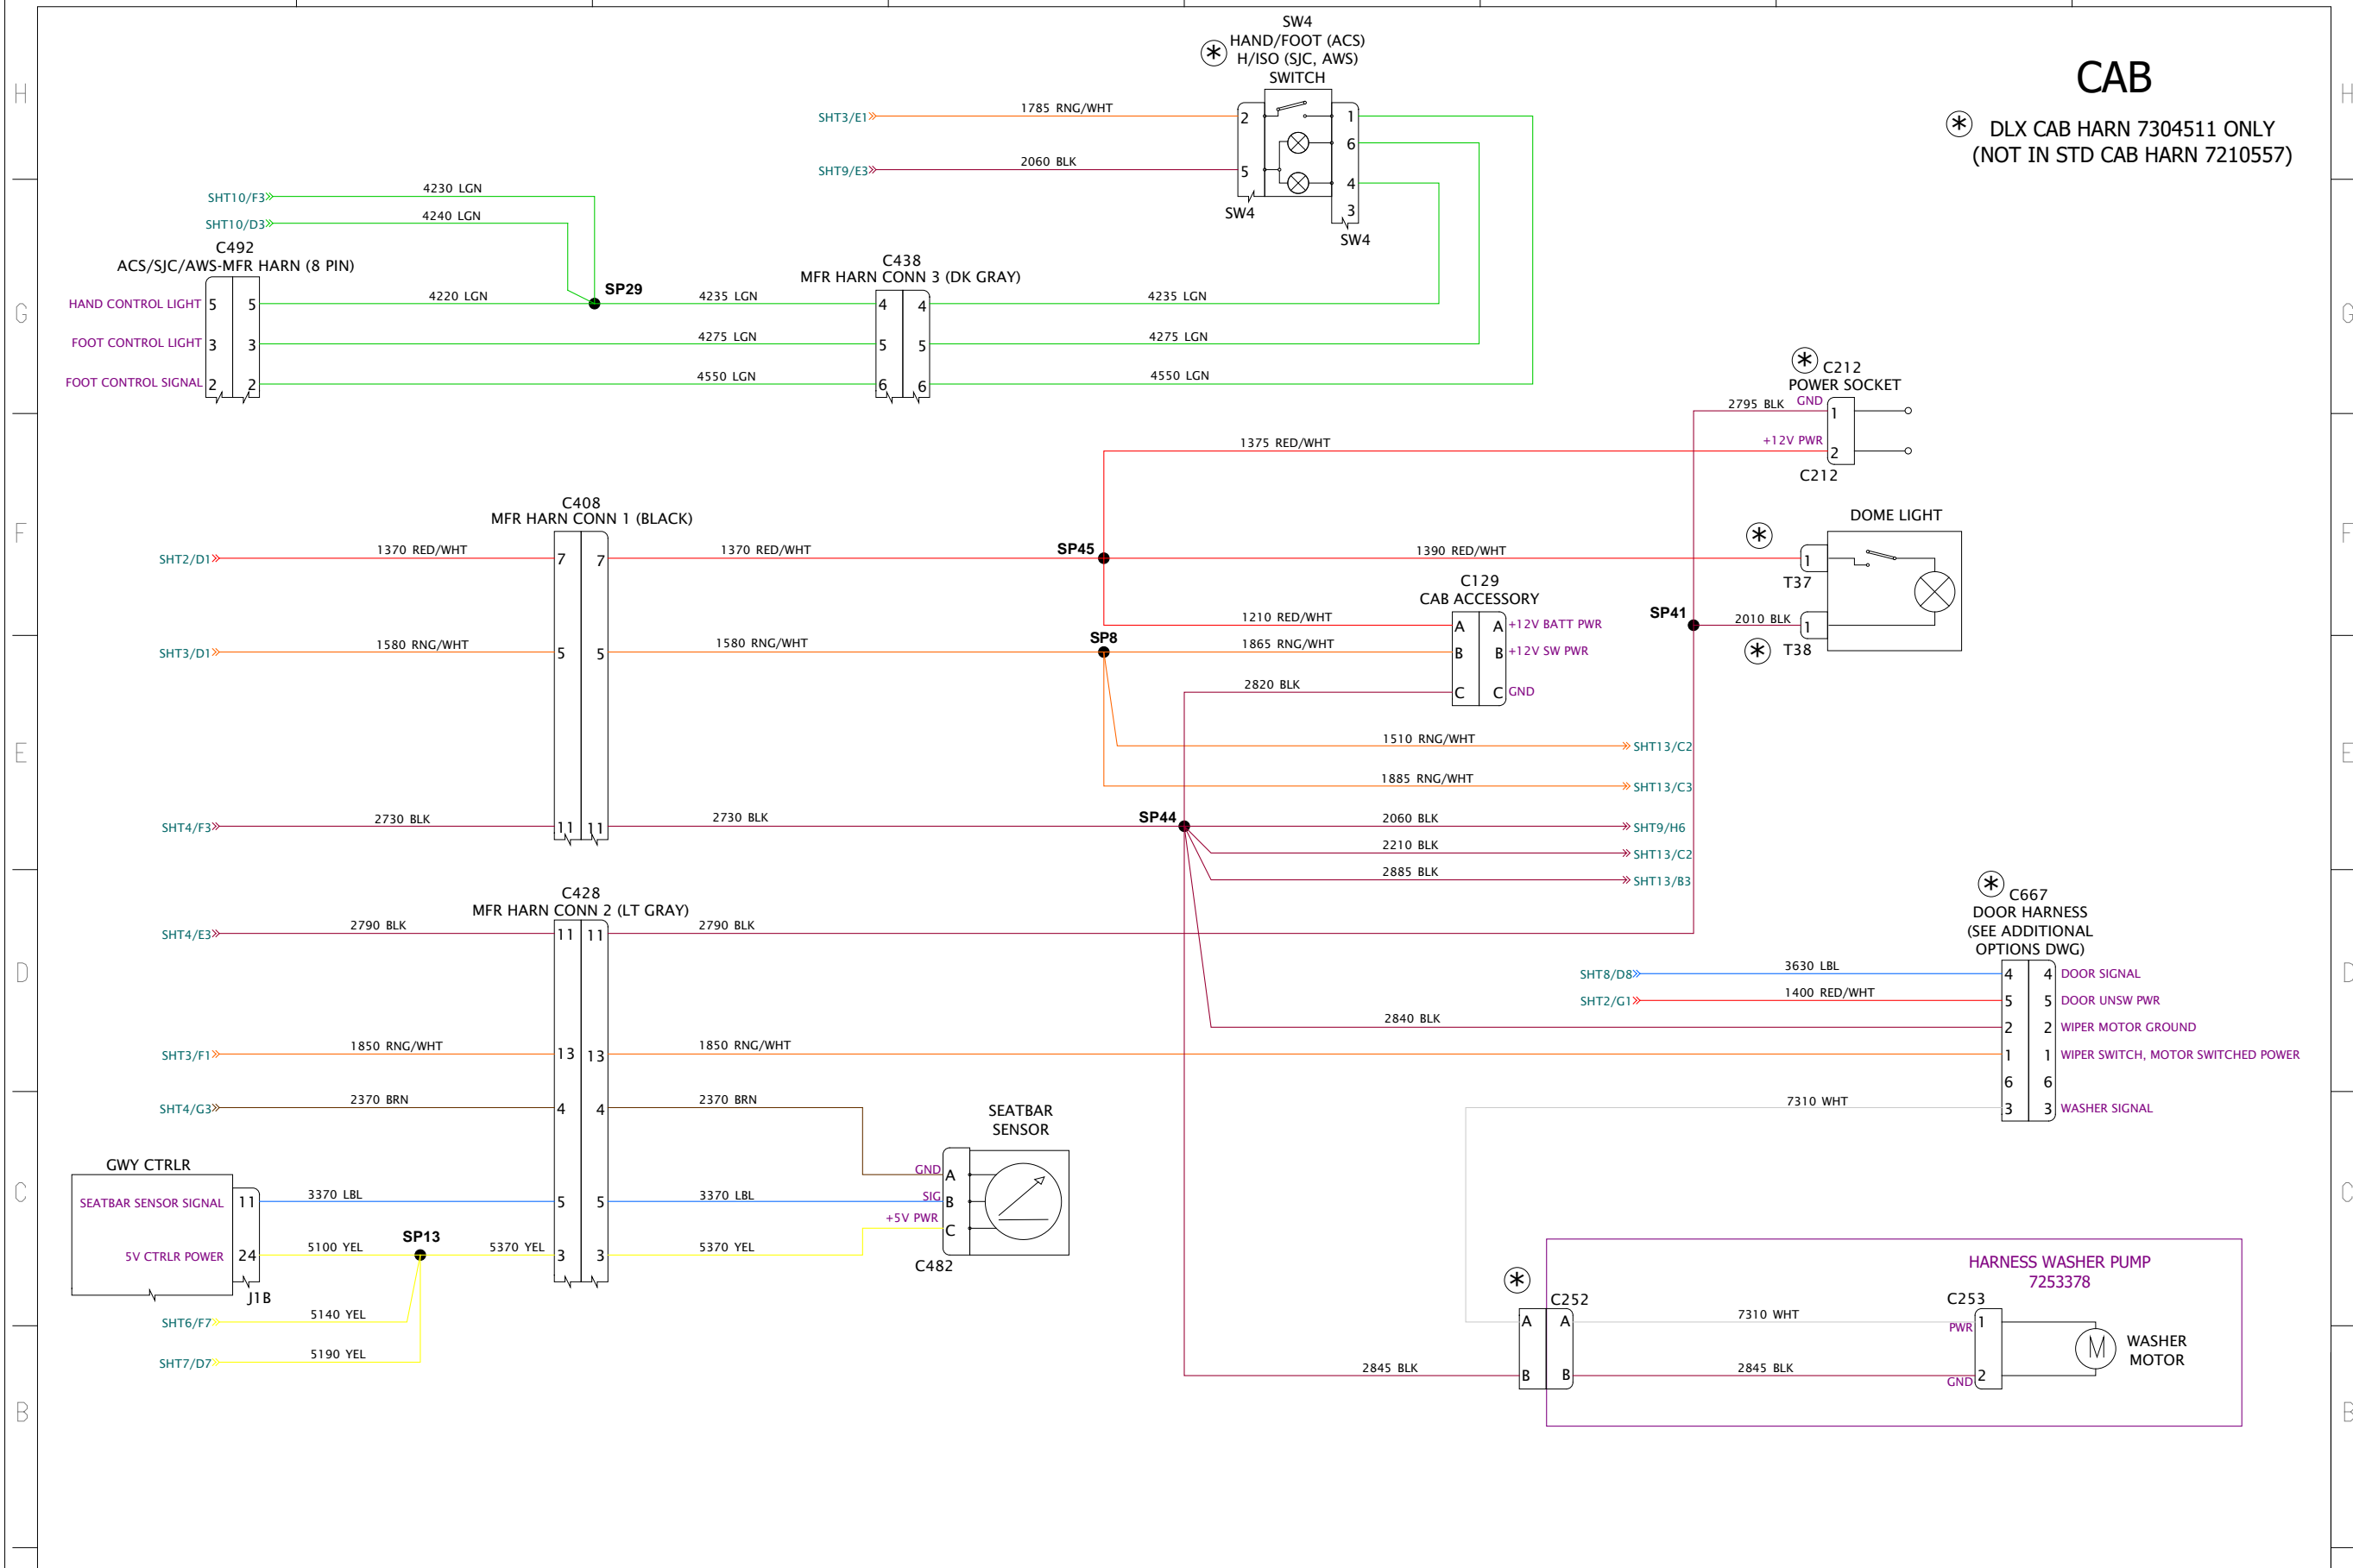 SW4
HAND/FOOT (ACS)
H/ISO (SJC, AWS)
SWITCH
CAB
DLX CAB HARN 7304511 ONLY
(NOT IN STD CAB HARN 7210557)
H
H
SHT3/E1
1785 RNG/WHT
2
1
6
SHT9/E3
2060 BLK
5
4
3
SW4
SW4
SHT10/F3
4230 LGN
SHT10/D3
4240 LGN
C492
ACS/SJC/AWS-MFR HARN (8 PIN)
C438
MFR HARN CONN 3 (DK GRAY)
SP29
G
G
HAND CONTROL LIGHT
5
5
4220 LGN
4235 LGN
4
4
4235 LGN
FOOT CONTROL LIGHT
3
3
4275 LGN
5
5
4275 LGN
FOOT CONTROL SIGNAL
2
2
4550 LGN
6
6
4550 LGN
C212
POWER SOCKET
2795 BLK
GND
1
1375 RED/WHT
+12V PWR
2
C212
C408
MFR HARN CONN 1 (BLACK)
DOME LIGHT
F
F
SHT2/D1
1370 RED/WHT
7
7
1370 RED/WHT
SP45
1390 RED/WHT
1
T37
C129
CAB ACCESSORY
1210 RED/WHT
A
A
+12V BATT PWR
SP41
2010 BLK
1
T38
SHT3/D1
1580 RNG/WHT
5
5
1580 RNG/WHT
SP8
1865 RNG/WHT
B
B
+12V SW PWR
2820 BLK
C
C
GND
E
E
1510 RNG/WHT
SHT13/C2
1885 RNG/WHT
SHT13/C3
SHT4/F3
2730 BLK
11
11
2730 BLK
SP44
2060 BLK
SHT9/H6
2210 BLK
SHT13/C2
2885 BLK
SHT13/B3
C428
MFR HARN CONN 2 (LT GRAY)
C667
DOOR HARNESS
(SEE ADDITIONAL
OPTIONS DWG)
SHT4/E3
2790 BLK
11
11
2790 BLK
D
D
SHT8/D8
3630 LBL
4
4
DOOR SIGNAL
SHT2/G1
1400 RED/WHT
5
5
DOOR UNSW PWR
2840 BLK
2
2
WIPER MOTOR GROUND
SHT3/F1
1850 RNG/WHT
13
13
1850 RNG/WHT
1
1
WIPER SWITCH, MOTOR SWITCHED POWER
6
6
SHT4/G3
2370 BRN
4
4
2370 BRN
7310 WHT
3
3
WASHER SIGNAL
SEATBAR
SENSOR
GWY CTRLR
C
C
GND
A
SEATBAR SENSOR SIGNAL
11
3370 LBL
5
5
3370 LBL
SIG
B
+5V PWR
C
5V CTRLR POWER
24
5100 YEL
SP13
5370 YEL
3
3
5370 YEL
C482
J1B
HARNESS WASHER PUMP
7253378
SHT6/F7
5140 YEL
C252
C253
A
A
7310 WHT
PWR
1
M
WASHER
MOTOR
SHT7/D7
5190 YEL
2845 BLK
B
B
2845 BLK
GND
2
B
B